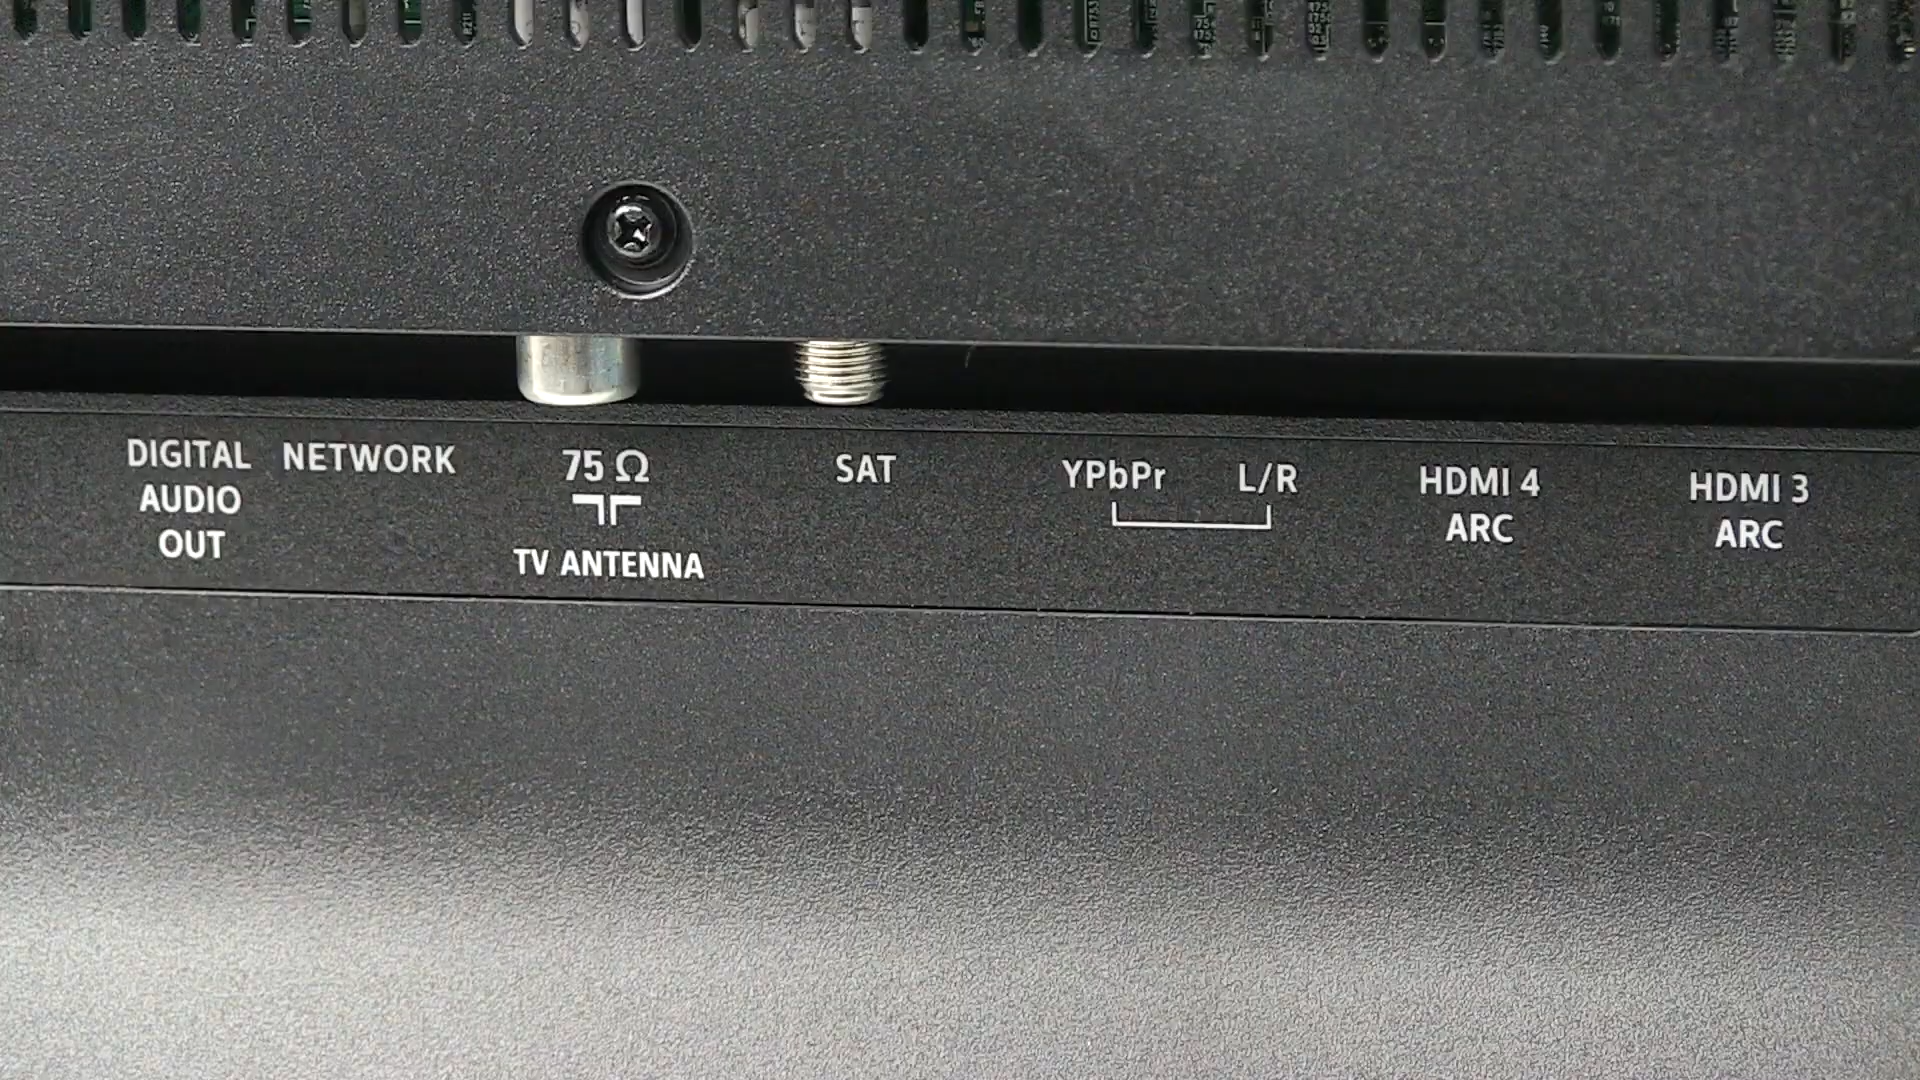 DIGITAL
AUDIO
OUT
NETWORK
75 Ω
TV ANTENNA
SAT
YPbPr
L/R
HDMI 4
ARC
HDMI 3
ARC